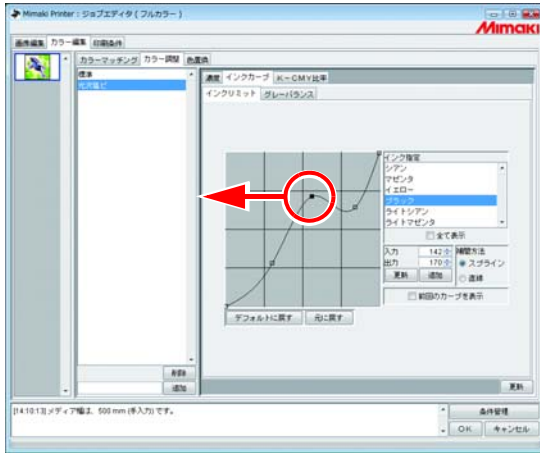 Mimaki Printer : ジョブエディタ ( フルカラー )
Mimaki
画像編集 カラー編集 印刷条件
カラーマッチング カラー調整 色置換
標準
光沢塩ビ
濃度 インクカーブ K-CMY比率
インクリミット グレーバランス
インク指定
シアン
マゼンタ
イエロー
ブラック
ライトシアン
ライトマゼンタ
全て表示
入力 142 補間方法
出力 170 スプライン
更新 追加 直線
前回のカーブを表示
デフォルトに戻す 元に戻す
削除
追加
更新
[14:10:13] メディア幅は、500 mm (手入力) です。
条件管理
OK キャンセル